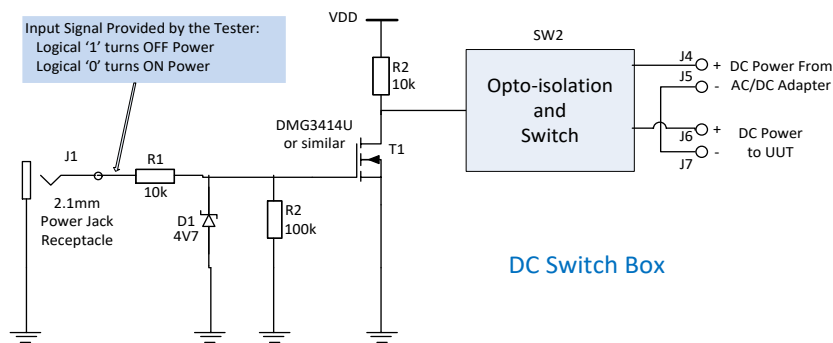 Input Signal Provided by the Tester:
Logical ‘1’ turns OFF Power
Logical ‘0’ turns ON Power
VDD
R2
10k
SW2
Opto-isolation
and
Switch
J4
+ DC Power From
J5
- AC/DC Adapter
+ DC Power
J6
to UUT
-
J7
DMG3414U
or similar
T1
J1
R1
10k
2.1mm
Power Jack
Receptacle
D1
4V7
R2
100k
DC Switch Box